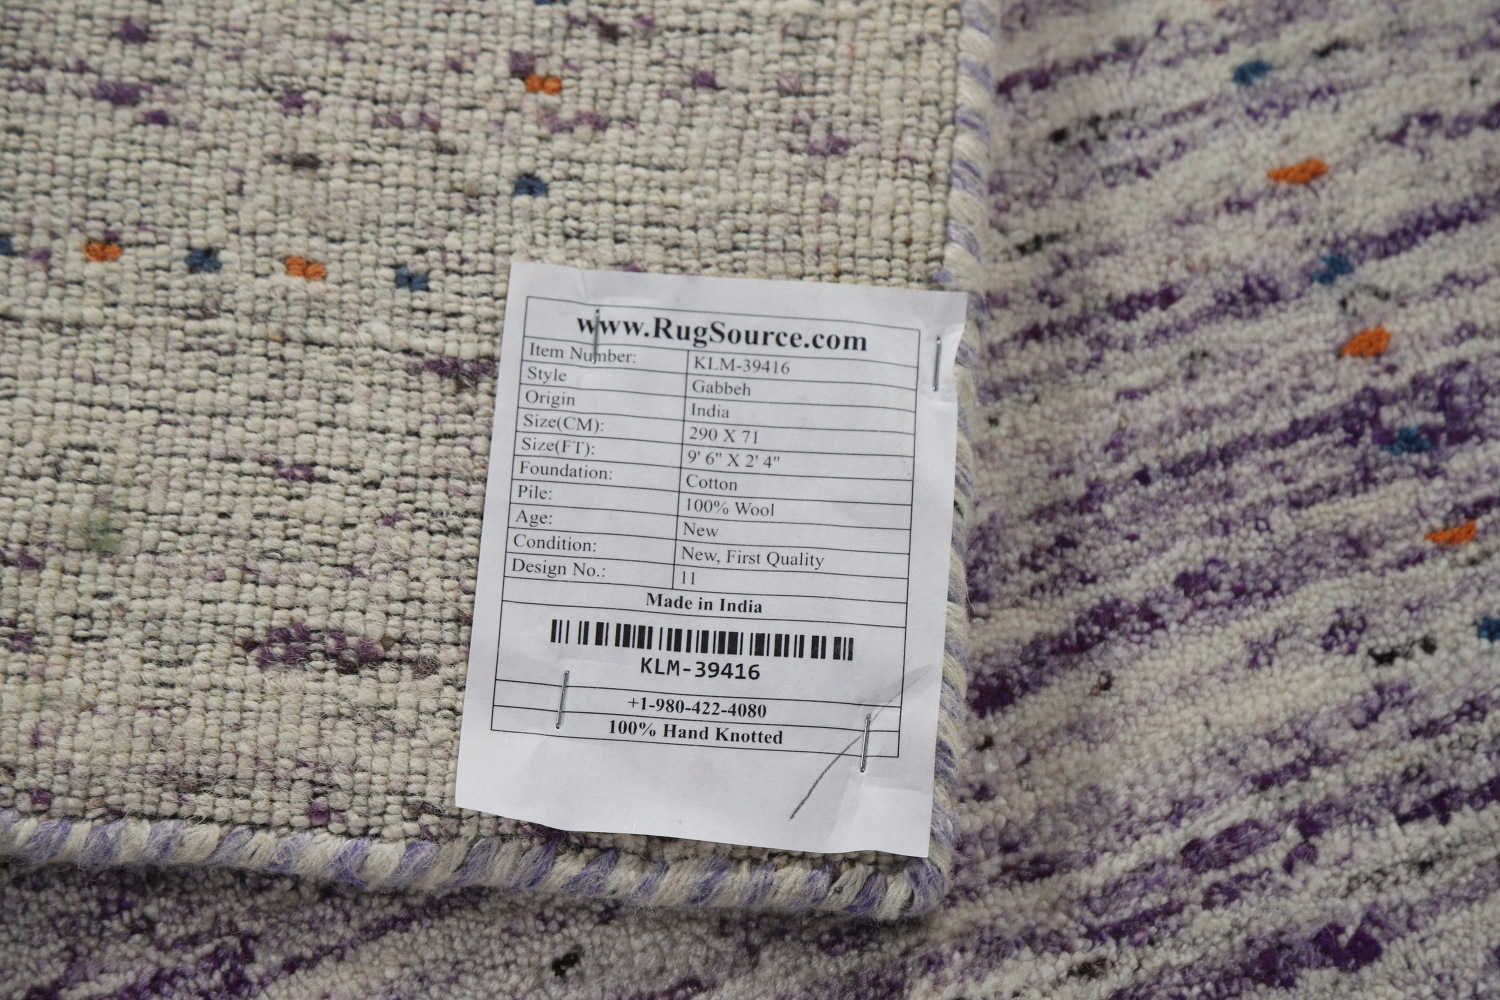 www.RugSource.com
Item Number: KLM-39416
Style Gabbeh
Origin India
Size(CM): 290 X 71
Size(FT): 9' 6" X 2' 4"
Foundation: Cotton
Pile: 100% Wool
Age: New
Condition: New, First Quality
Design No.: 11
Made in India
KLM-39416
+1-980-422-4080
100% Hand Knotted